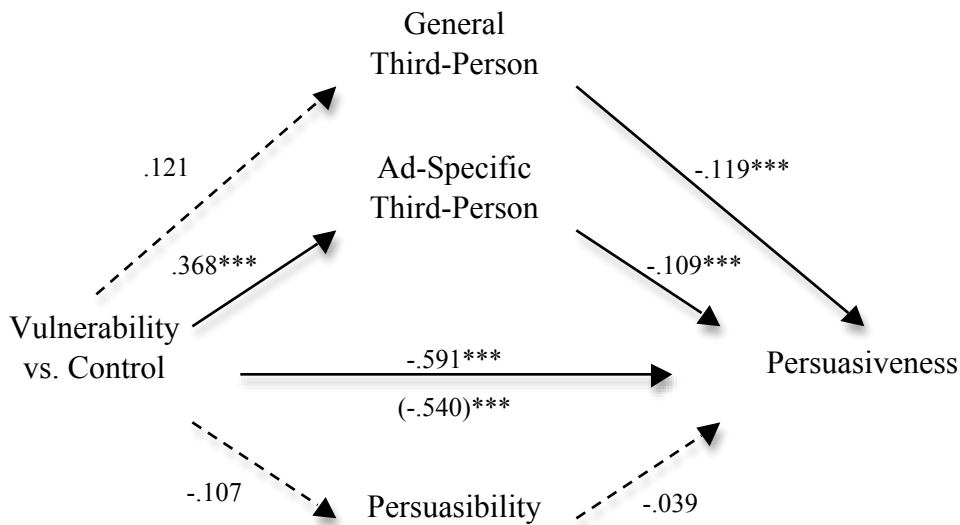 General
Third-Person
.121
-.119***
Ad-Specific
Third-Person
.368***
-.109***
Vulnerability
vs. Control
-.591***
(-.540)***
Persuasiveness
-.107
Persuasibility
-.039